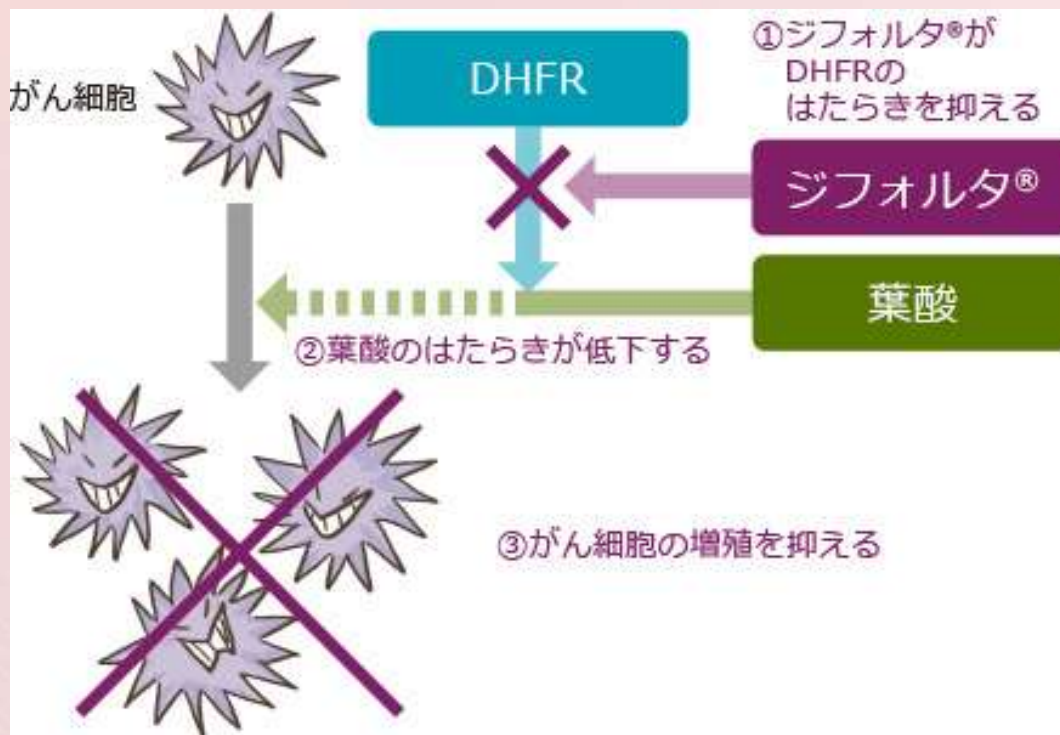 がん細胞
DHFR
①ジフォルタ®が
DHFRの
はたらきを抑える
ジフォルタ®
葉酸
②葉酸のはたらきが低下する
③がん細胞の増殖を抑える